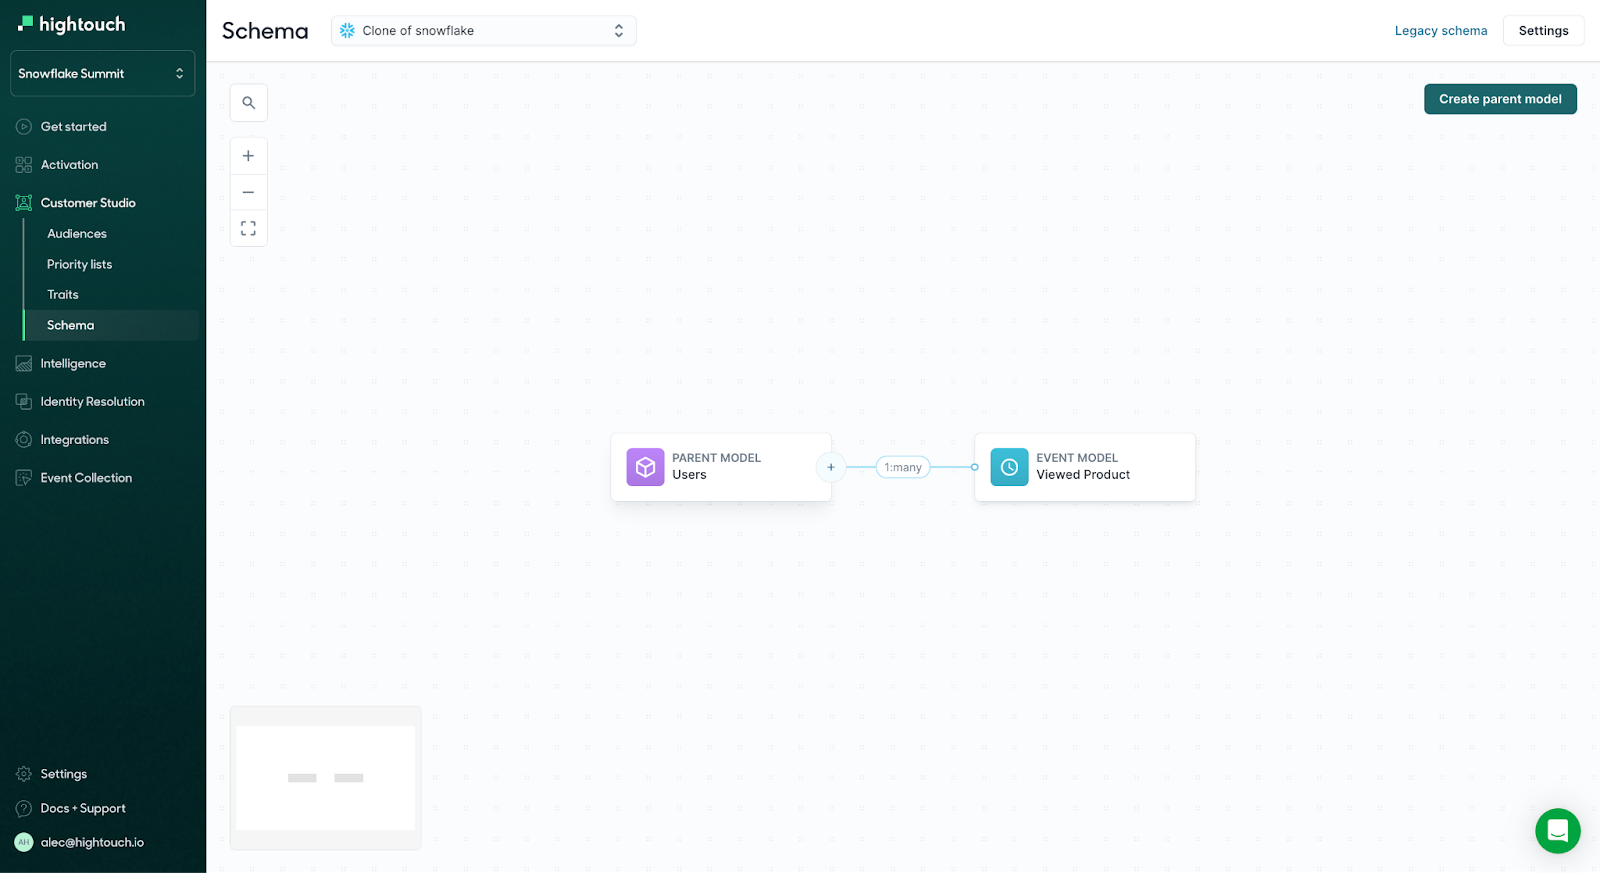 hightouch
Snowflake Summit
Get started
Activation
Customer Studio
Audiences
Priority lists
Traits
Schema
Intelligence
Identity Resolution
Integrations
Event Collection
Settings
Docs + Support
AH
alec@hightouch.io
Schema
Clone of snowflake
Legacy schema
Settings
Create parent model
PARENT MODEL
Users
+
1:many
EVENT MODEL
Viewed Product